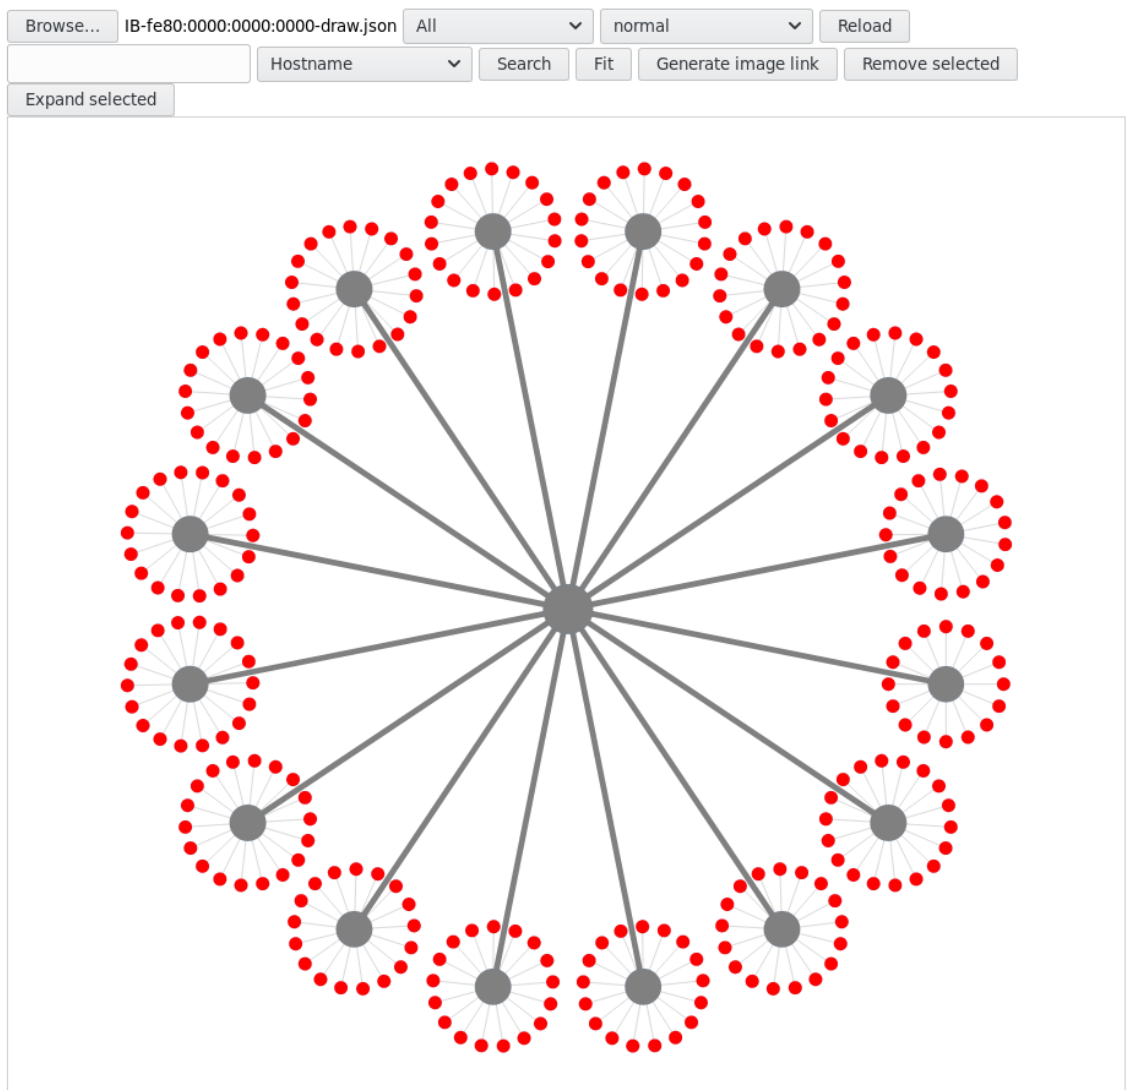 Browse... IB-fe80:0000:0000:0000-draw.json All normal Reload
Hostname Search Fit Generate image link Remove selected
Expand selected